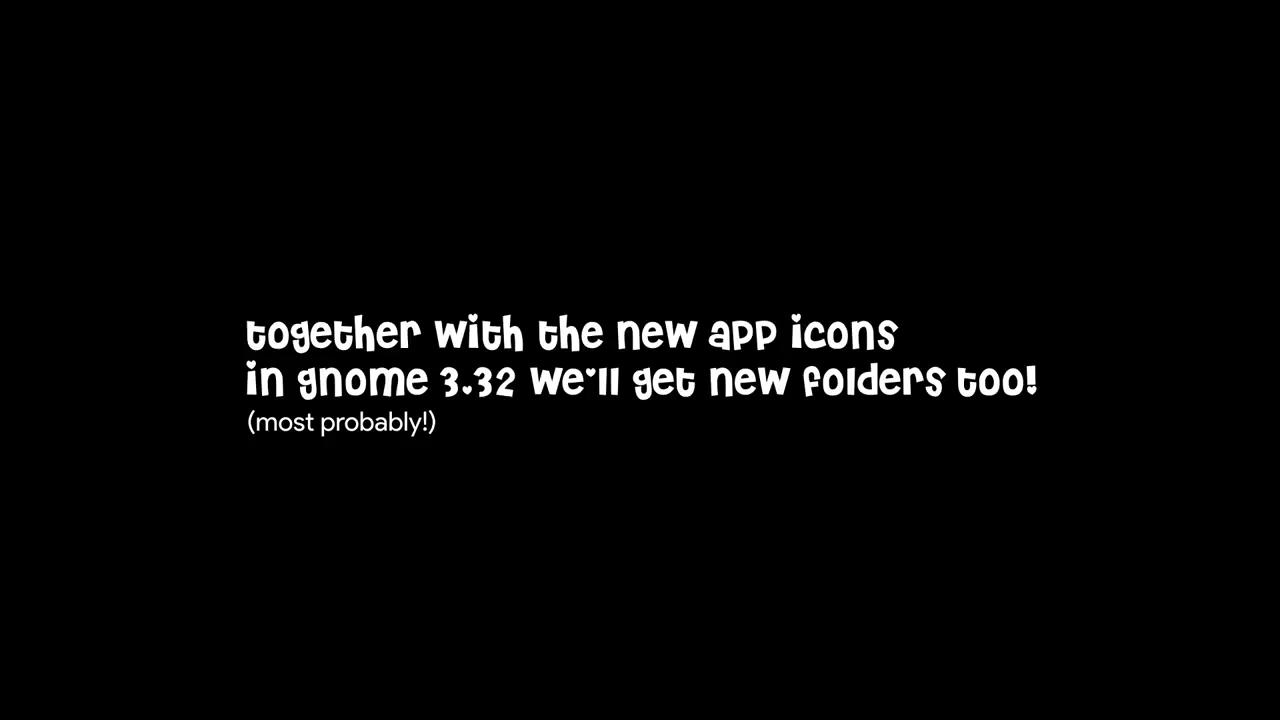 together with the new app icons
in gnome 3.32 we'll get new folders too!
(most probably!)